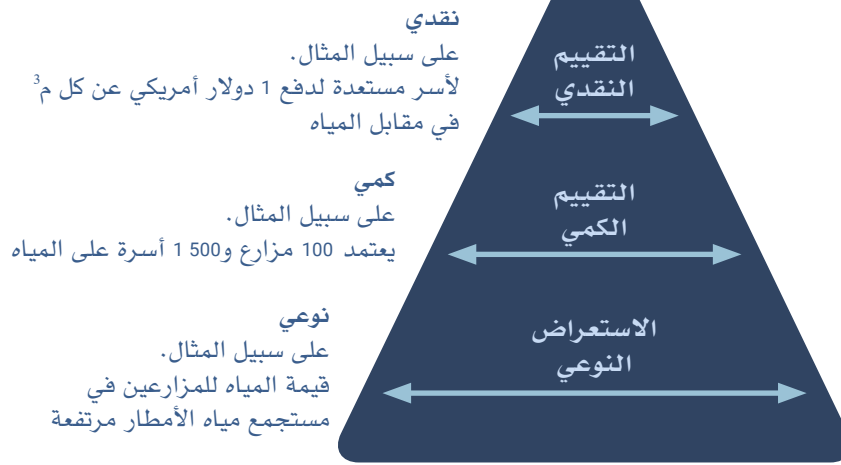 نقدي
على سبيل المثال.
لأسر مستعدة لدفع 1 دولار أمريكي عن كل م³
في مقابل المياه
التقييم
النقدي
كمي
على سبيل المثال.
يعتمد 100 مزارع و500 1 أسرة على المياه
التقييم
الكمي
نوعي
على سبيل المثال.
قيمة المياه للمزارعين في
مستجمع مياه الأمطار مرتفعة
الاستعراض
النوعي